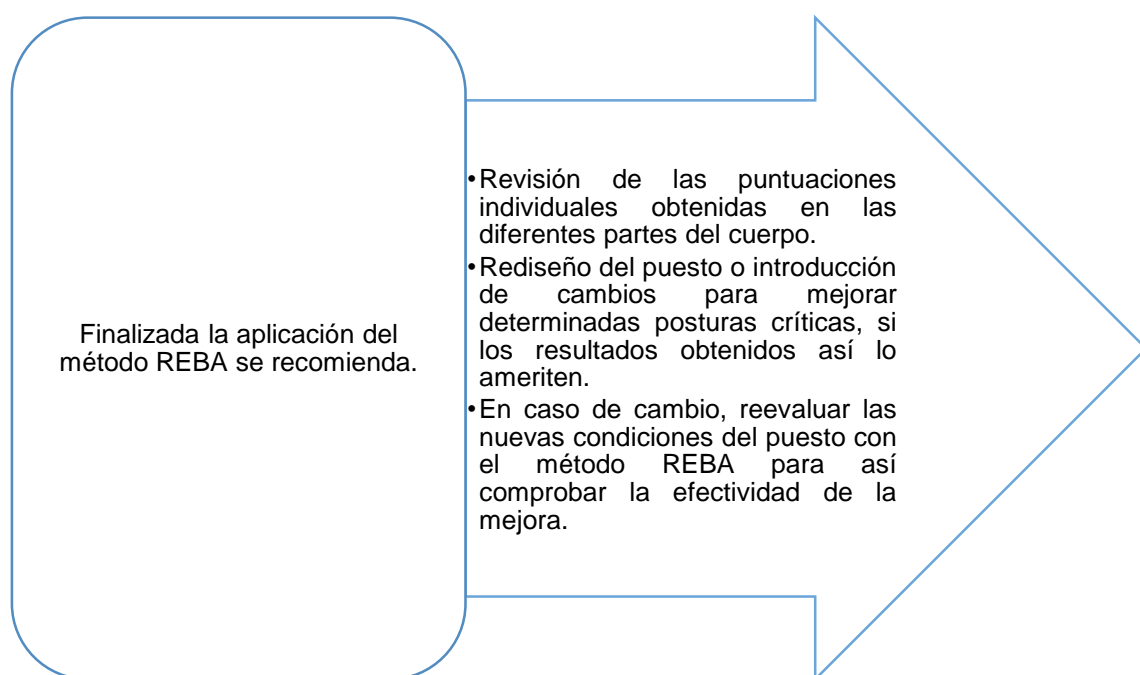 Finalizada la aplicación del
método REBA se recomienda.
•Revisión de las puntuaciones
individuales obtenidas en las
diferentes partes del cuerpo.
•Rediseño del puesto o introducción
de cambios para mejorar
determinadas posturas críticas, si
los resultados obtenidos así lo
ameriten.
•En caso de cambio, reevaluar las
nuevas condiciones del puesto con
el método REBA para así
comprobar la efectividad de la
mejora.